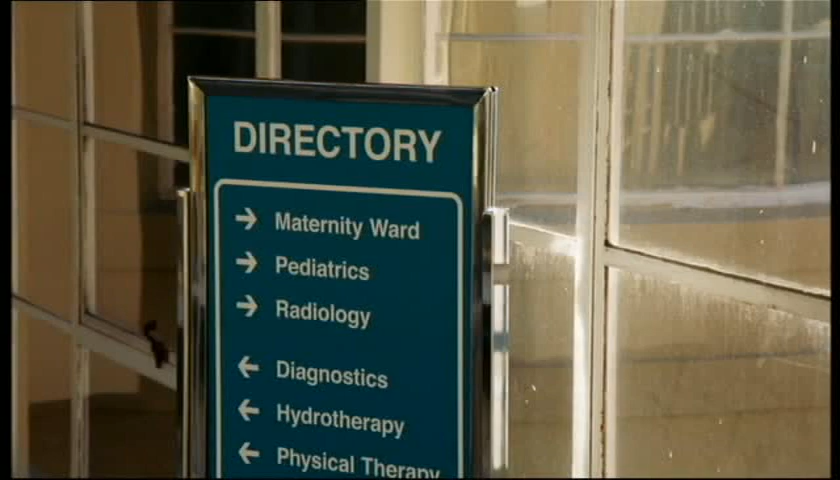 DIRECTORY
→ Maternity Ward
→ Pediatrics
→ Radiology
← Diagnostics
← Hydrotherapy
← Physical Therapy